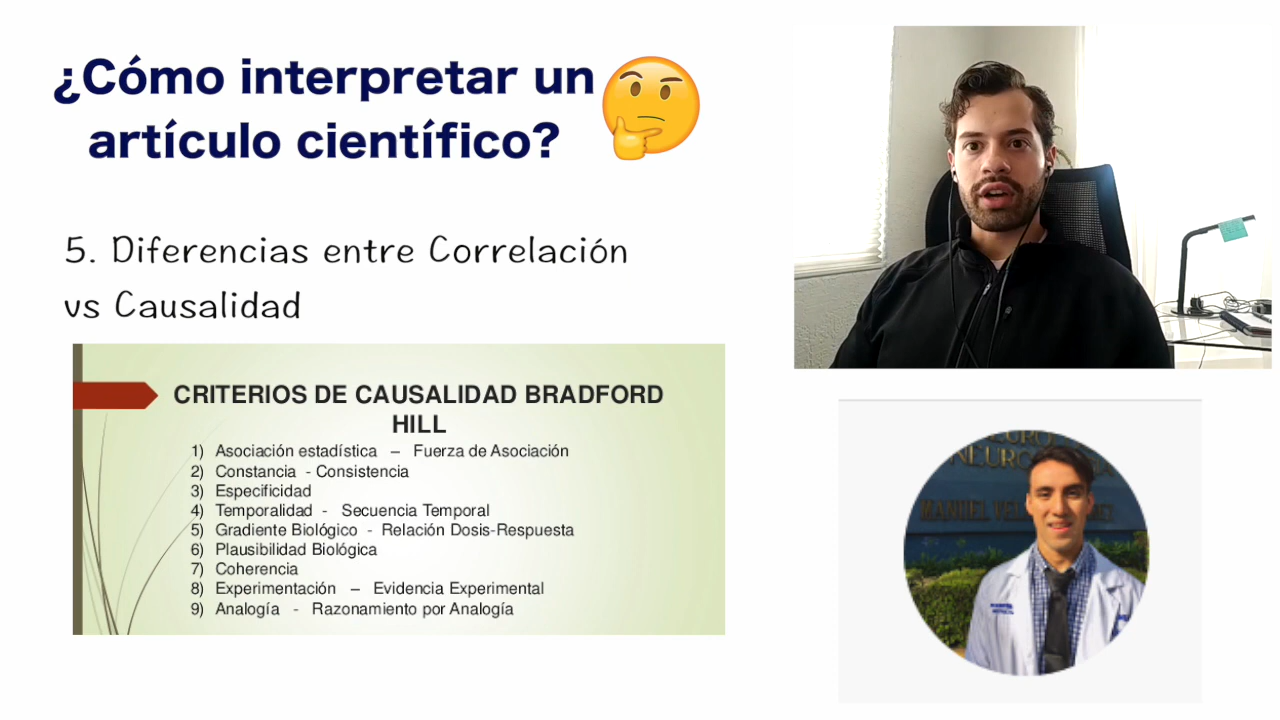 ¿Cómo interpretar un
artículo científico?
5. Diferencias entre Correlación
vs Causalidad
CRITERIOS DE CAUSALIDAD BRADFORD
HILL
1) Asociación estadística – Fuerza de Asociación
2) Constancia - Consistencia
3) Especificidad
4) Temporalidad - Secuencia Temporal
5) Gradiente Biológico - Relación Dosis-Respuesta
6) Plausibilidad Biológica
7) Coherencia
8) Experimentación – Evidencia Experimental
9) Analogía - Razonamiento por Analogía
MANUEL